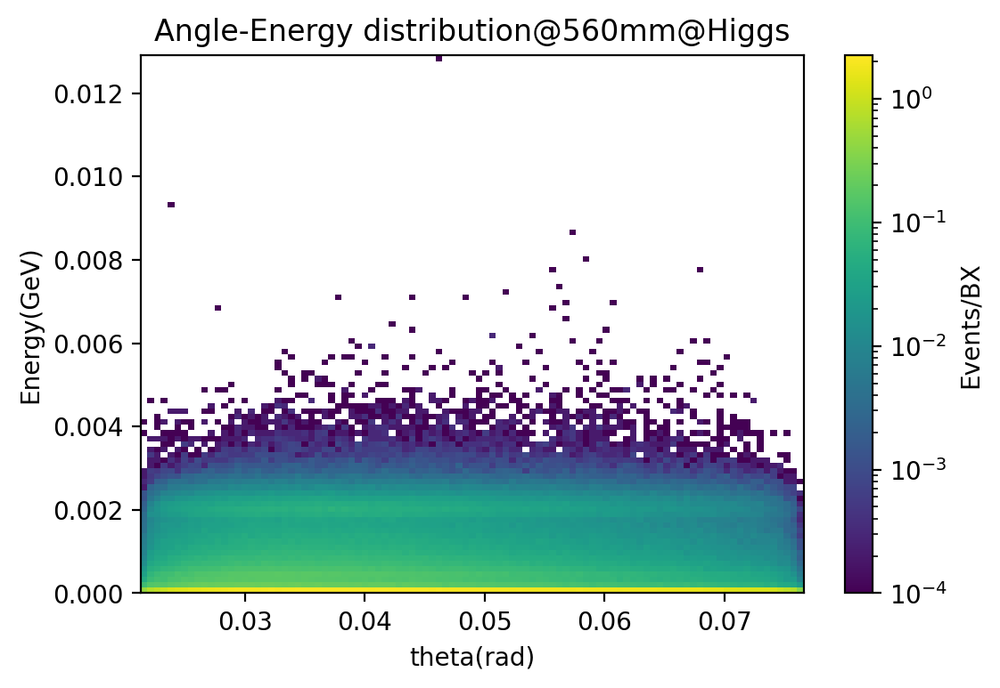 Angle-Energy distribution@560mm@Higgs
0.012
0.010
0.008
0.006
0.004
0.002
0.000
Energy(GeV)
0.03 0.04 0.05 0.06 0.07
theta(rad)
10⁰
10⁻¹
10⁻²
10⁻³
10⁻⁴
Events/BX